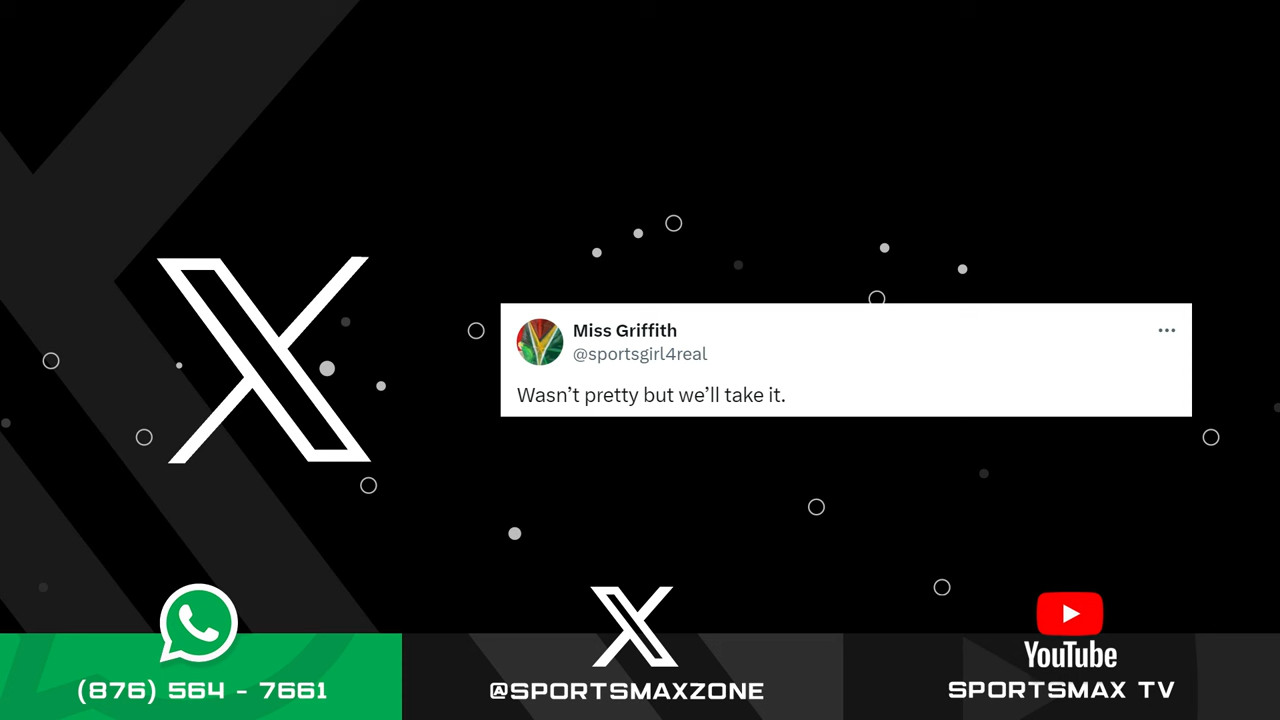 Miss Griffith
@sportsgirl4real
Wasn’t pretty but we’ll take it.
(876) 564 - 7661
@SPORTSMAXZONE
YouTube
SPORTSMAX TV